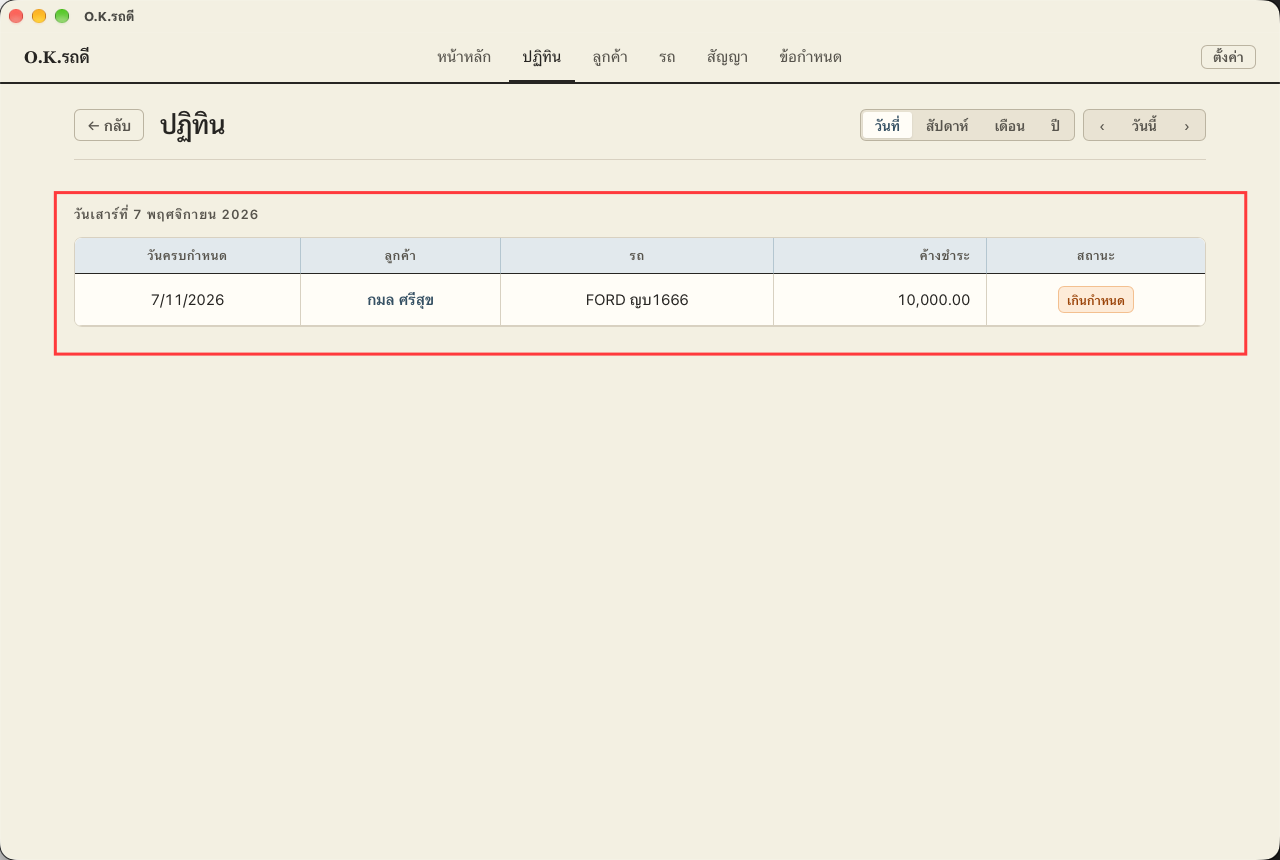 O.K.รถดี
O.K.รถดี
หน้าหลัก ปฏิทิน ลูกค้า รถ สัญญา ข้อกำหนด
ตั้งค่า
← กลับ ปฏิทิน
วันที่ สัปดาห์ เดือน ปี ‹ วันนี้ ›
วันเสาร์ที่ 7 พฤศจิกายน 2026
วันครบกำหนด ลูกค้า รถ ค้างชำระ สถานะ
7/11/2026 กมล ศรีสุข FORD ญบ1666 10,000.00 เกินกำหนด